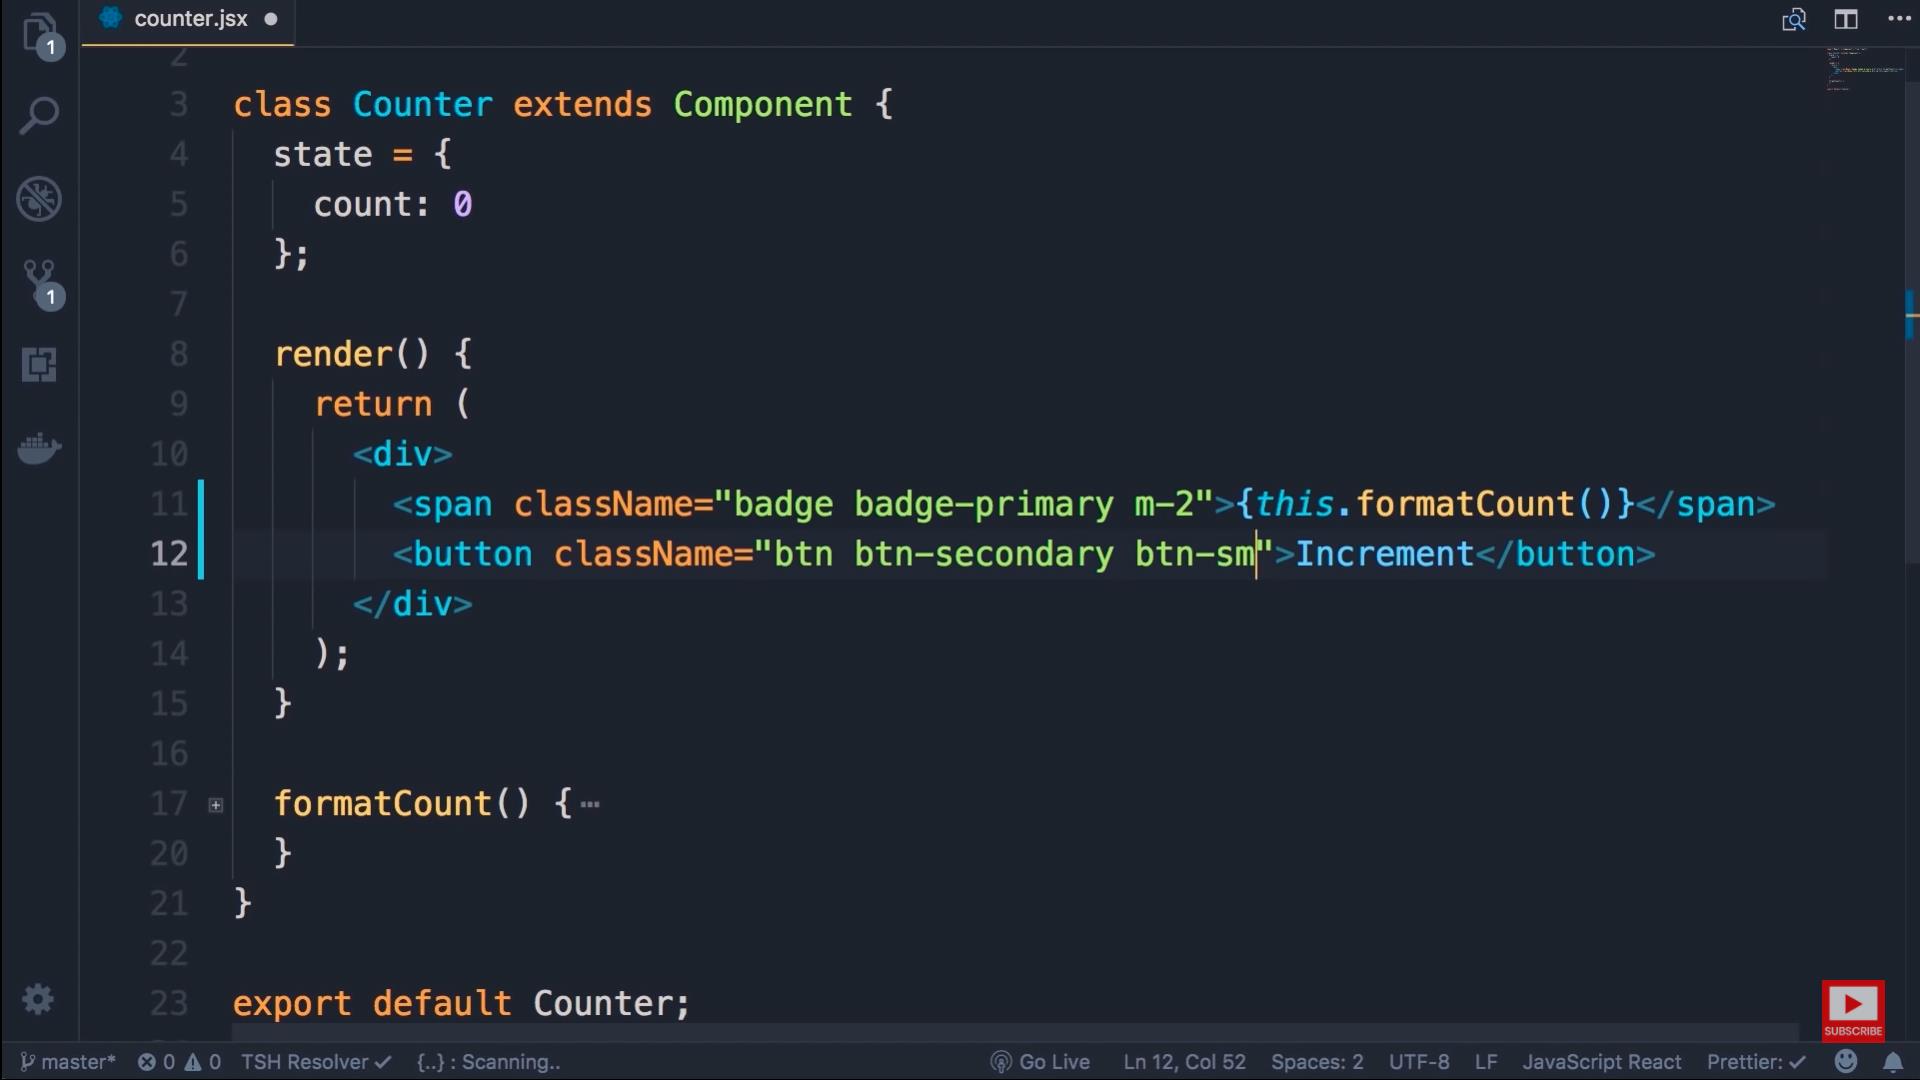 counter.jsx
1
2
3 class Counter extends Component {
4 state = {
5 count: 0
6 };
7
8 render() {
9 return (
10 <div>
11 <span className="badge badge-primary m-2">{this.formatCount()}</span>
12 <button className="btn btn-secondary btn-sm">Increment</button>
13 </div>
14 );
15 }
16
17 formatCount() {⋯
20 }
21 }
22
23 export default Counter;
1
SUBSCRIBE
master* 0 0 TSH Resolver ✓ {..} : Scanning.. Go Live Ln 12, Col 52 Spaces: 2 UTF-8 LF JavaScript React Prettier: ✓